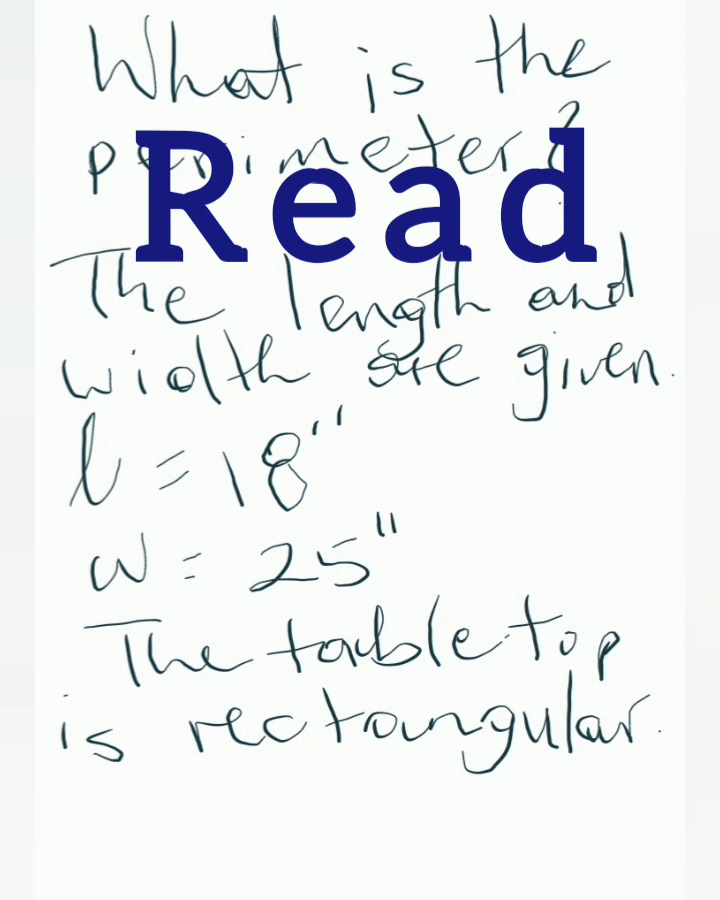 What is the
perimeter?
Read
The length and
width are given.
l = 18"
w = 25"
The table top
is rectangular.